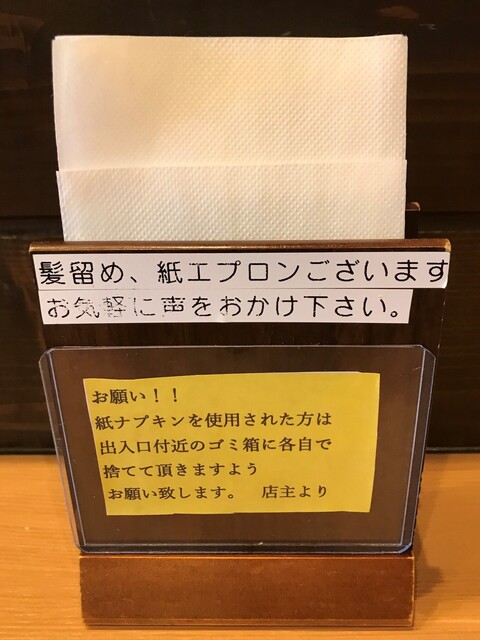 髪留め、紙エプロンございます
お気軽に声をおかけ下さい。
お願い！！
紙ナプキンを使用された方は
出入口付近のゴミ箱に各自で
捨てて頂きますよう
お願い致します。　店主より